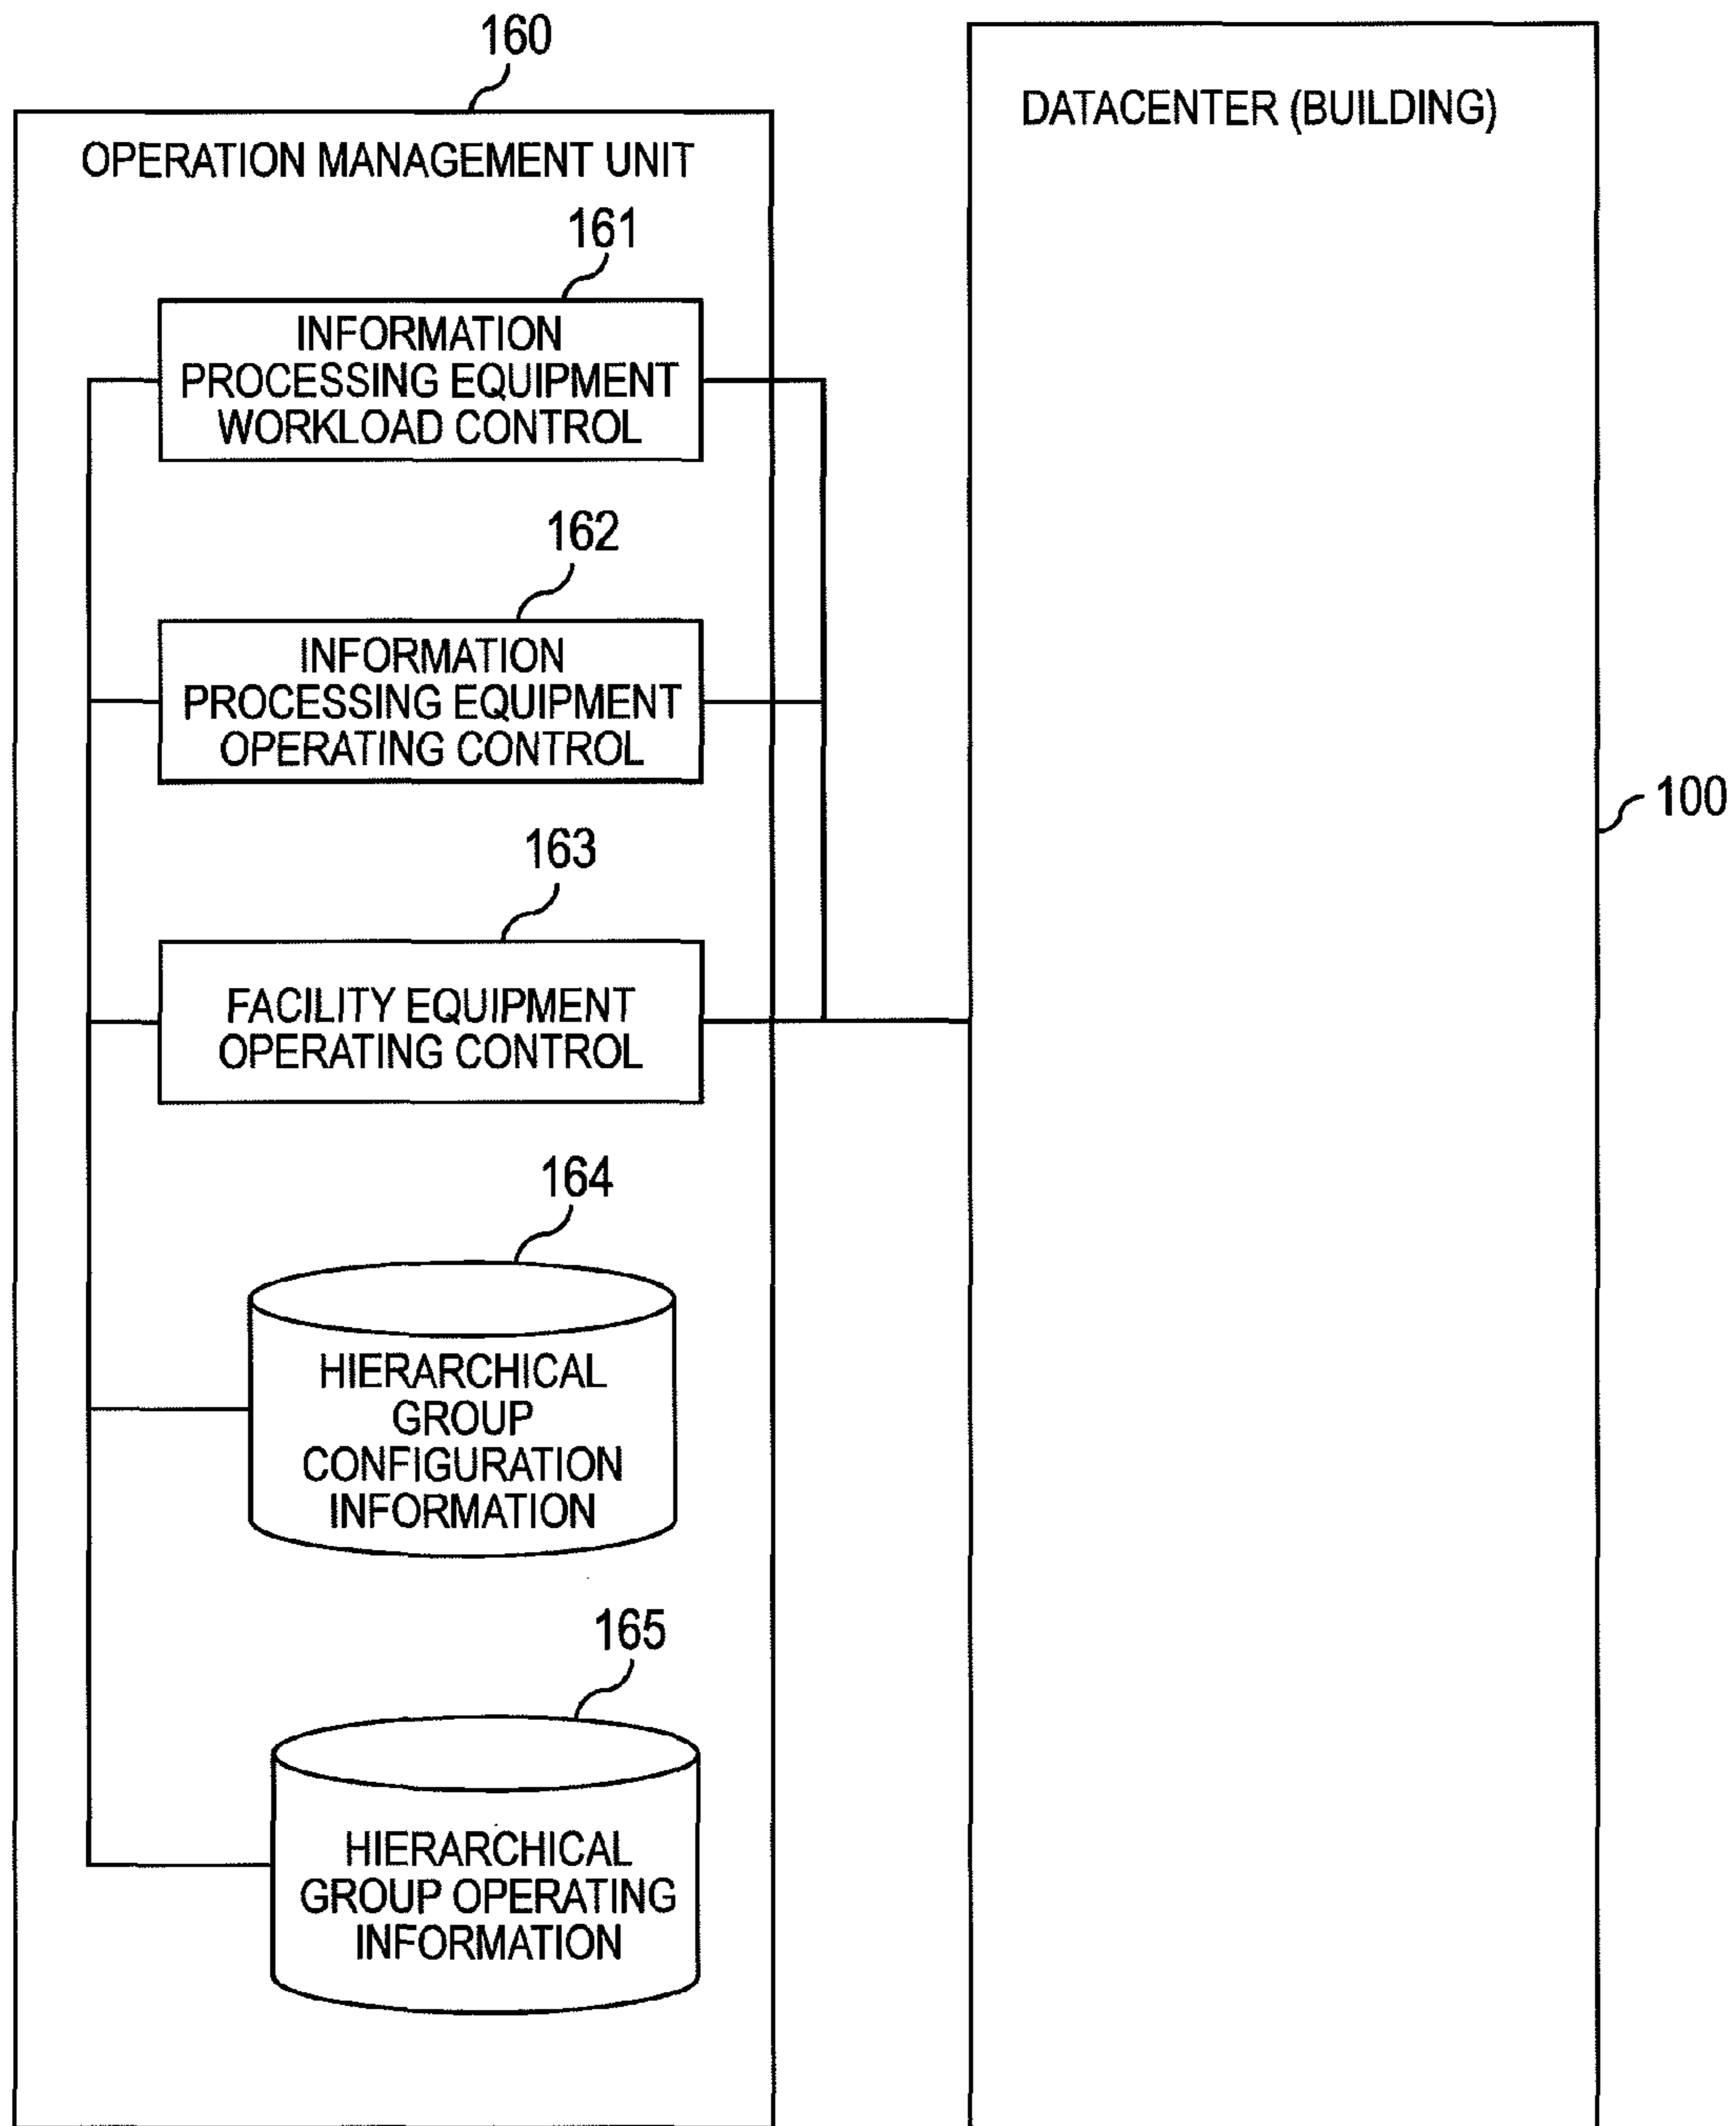 160
OPERATION MANAGEMENT UNIT
161
INFORMATION
PROCESSING EQUIPMENT
WORKLOAD CONTROL
162
INFORMATION
PROCESSING EQUIPMENT
OPERATING CONTROL
163
FACILITY EQUIPMENT
OPERATING CONTROL
164
HIERARCHICAL
GROUP
CONFIGURATION
INFORMATION
165
HIERARCHICAL
GROUP OPERATING
INFORMATION
DATACENTER (BUILDING)
100